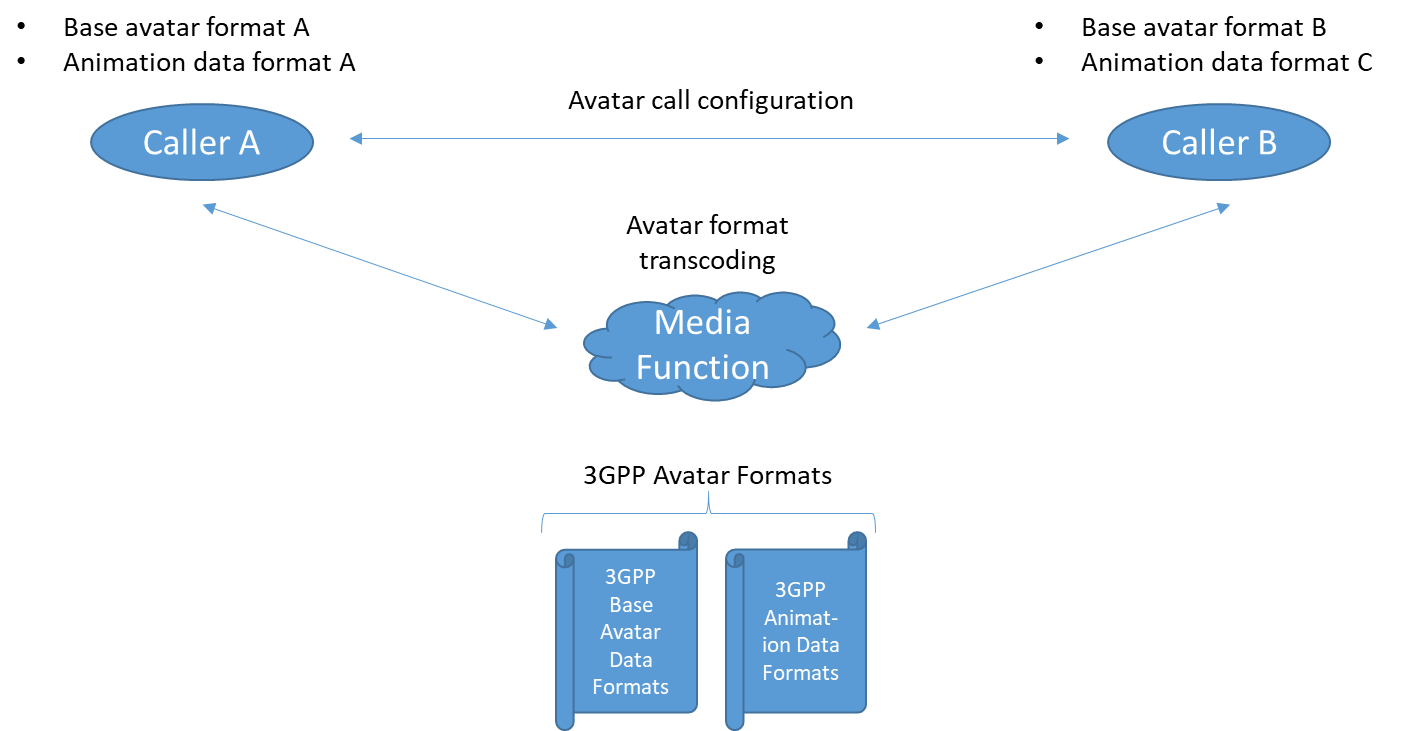 • Base avatar format A
• Animation data format A
• Base avatar format B
• Animation data format C
Avatar call configuration
Caller A
Caller B
Avatar format
transcoding
Media
Function
3GPP Avatar Formats
3GPP
Base
Avatar
Data
Formats
3GPP
Animat-
ion Data
Formats